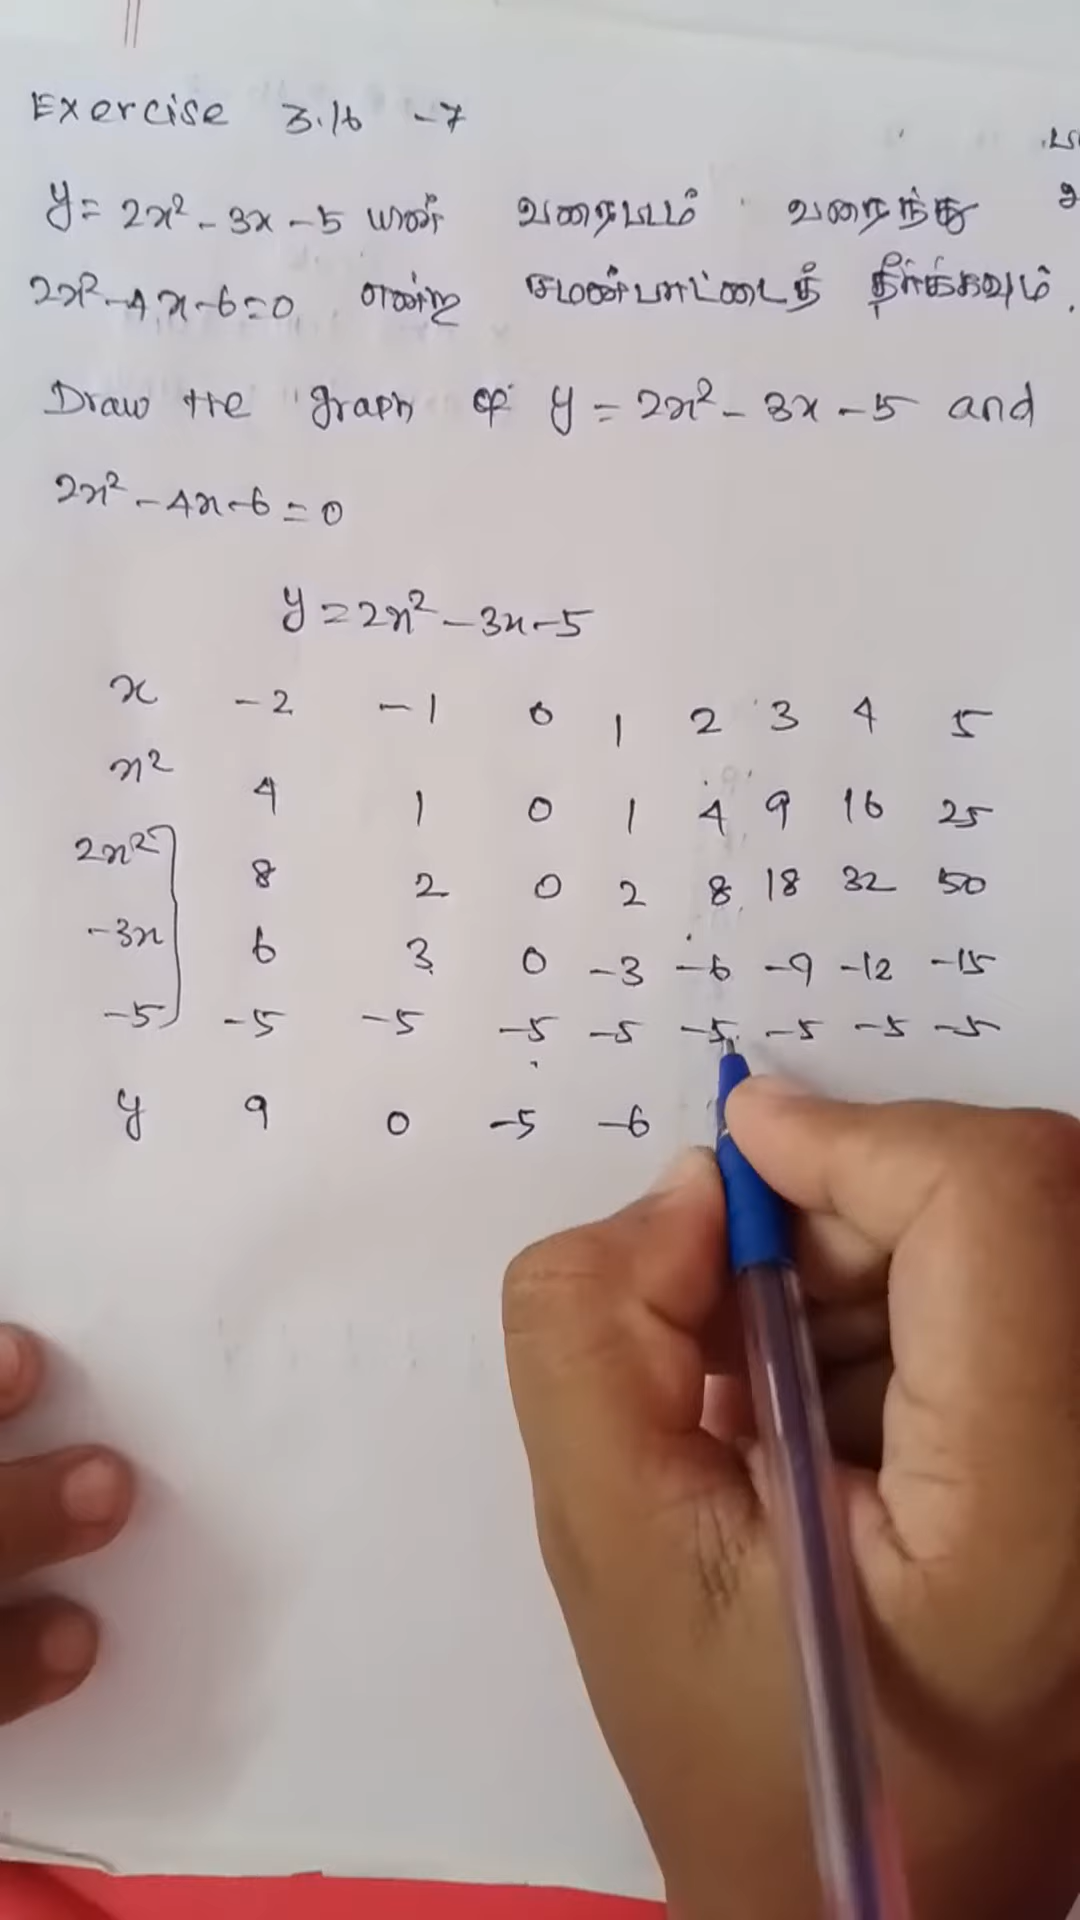 Exercise 3.16 -7
y = 2x² - 3x - 5 யின் வரைபடம் வரைந்து
2x² - 4x - 6 = 0 என்ற சமன்பாட்டைத் தீர்க்கவும்.
Draw the graph of y = 2x² - 3x - 5 and
2x² - 4x - 6 = 0
y = 2x² - 3x - 5
x -2 -1 0 1 2 3 4 5
x² 4 1 0 1 4 9 16 25
2x² 8 2 0 2 8 18 32 50
-3x 6 3 0 -3 -6 -9 -12 -15
-5 -5 -5 -5 -5 -5 -5 -5 -5
y 9 0 -5 -6